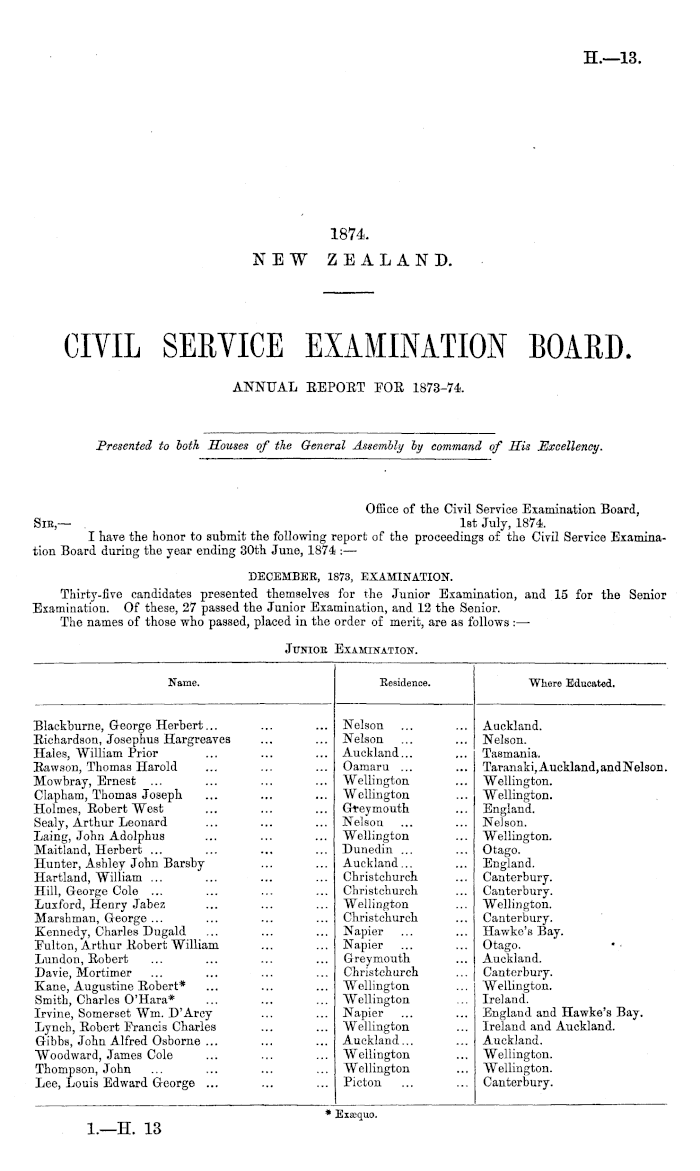 H.—13.
1874.
NEW ZEALAND.
CIVIL SERVICE EXAMINATION BOARD.
ANNUAL REPORT FOR 1873-74.
Presented to both Houses of the General Assembly by command of His Excellency.
Office of the Civil Service Examination Board,
SIR,— 1st July, 1874.
I have the honor to submit the following report of the proceedings of the Civil Service Examina-
tion Board during the year ending 30th June, 1874 :—
DECEMBER, 1873, EXAMINATION.
Thirty-five candidates presented themselves for the Junior Examination, and 15 for the Senior
Examination. Of these, 27 passed the Junior Examination, and 12 the Senior.
The names of those who passed, placed in the order of merit, are as follows :—
JUNIOR EXAMINATION.
Name. Residence. Where Educated.
Blackburne, George Herbert ... ... ... Nelson ... ... Auckland.
Richardson, Josephus Hargreaves ... ... Nelson ... ... Nelson.
Hales, William Prior ... ... ... Auckland ... ... Tasmania.
Rawson, Thomas Harold ... ... ... Oamaru ... ... Taranaki, Auckland, and Nelson.
Mowbray, Ernest ... ... ... ... Wellington ... Wellington.
Clapham, Thomas Joseph ... ... ... Wellington ... Wellington.
Holmes, Robert West ... ... ... Greymouth ... England.
Sealy, Arthur Leonard ... ... ... Nelson ... ... Nelson.
Laing, John Adolphus ... ... ... Wellington ... Wellington.
Maitland, Herbert ... ... ... ... Dunedin ... ... Otago.
Hunter, Ashley John Barsby ... ... Auckland ... ... England.
Hartland, William ... ... ... ... Christchurch ... Canterbury.
Hill, George Cole ... ... ... ... Christchurch ... Canterbury.
Luxford, Henry Jabez ... ... ... Wellington ... Wellington.
Marshman, George ... ... ... ... Christchurch ... Canterbury.
Kennedy, Charles Dugald ... ... ... Napier ... ... Hawke's Bay.
Fulton, Arthur Robert William ... ... Napier ... ... Otago.
Lundon, Robert ... ... ... ... Greymouth ... Auckland.
Davie, Mortimer ... ... ... ... Christchurch ... Canterbury.
Kane, Augustine Robert* ... ... ... Wellington ... Wellington.
Smith, Charles O'Hara* ... ... ... Wellington ... Ireland.
Irvine, Somerset Wm. D'Arcy ... ... Napier ... ... England and Hawke's Bay.
Lynch, Robert Francis Charles ... ... Wellington ... Ireland and Auckland.
Gibbs, John Alfred Osborne ... ... ... Auckland ... ... Auckland.
Woodward, James Cole ... ... ... Wellington ... Wellington.
Thompson, John ... ... ... ... Wellington ... Wellington.
Lee, Louis Edward George ... ... ... Picton ... ... Canterbury.
* Exæquo.
1.—H. 13